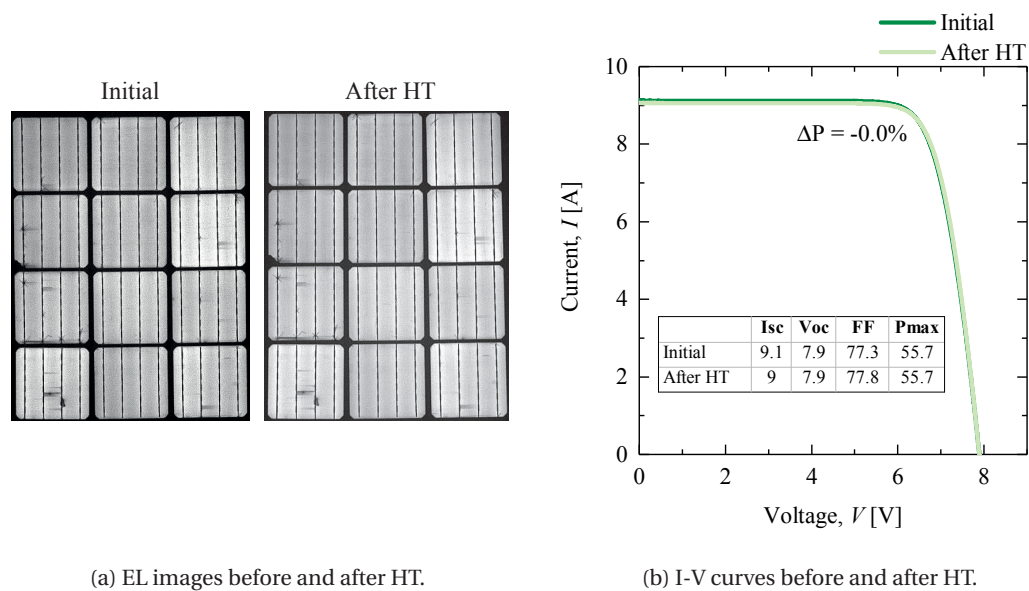 Initial
After HT
Initial
After HT
10
8
6
4
2
0
0
2
4
6
8
Current, I [A]
Voltage, V [V]
ΔP = -0.0%
Isc Voc FF Pmax
Initial 9.1 7.9 77.3 55.7
After HT 9 7.9 77.8 55.7
(a) EL images before and after HT.
(b) I-V curves before and after HT.